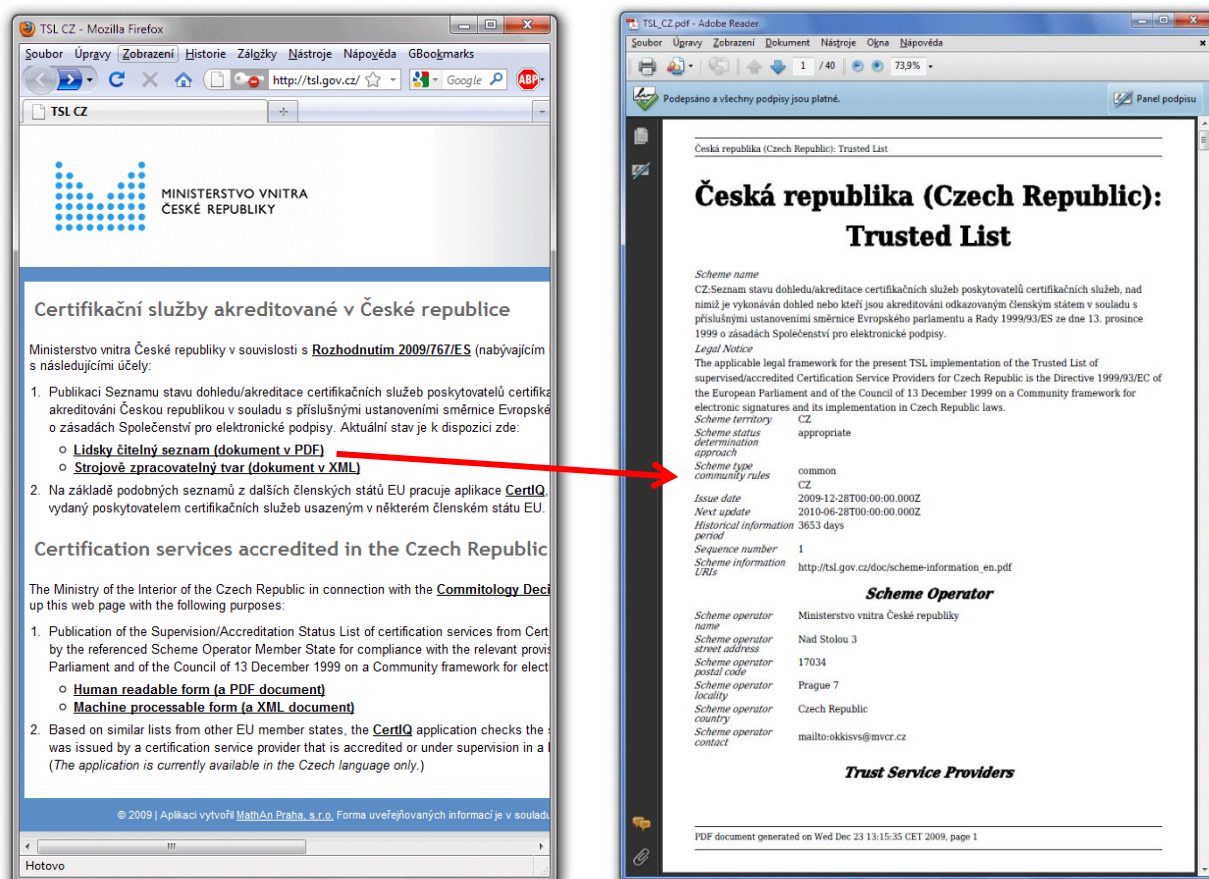 TSL CZ - Mozilla Firefox
Soubor Úpravy Zobrazení Historie Záložky Nástroje Nápověda GBookmarks
http://tsl.gov.cz/ Google ABP
TSL CZ
MINISTERSTVO VNITRA
ČESKÉ REPUBLIKY
Certifikační služby akreditované v České republice
Ministerstvo vnitra České republiky v souvislosti s Rozhodnutím 2009/767/ES (nabývajícím
s následujícími účely:
1. Publikaci Seznamu stavu dohledu/akreditace certifikačních služeb poskytovatelů certifika
akreditováni Českou republikou v souladu s příslušnými ustanoveními směrnice Evropské
o zásadách Společenství pro elektronické podpisy. Aktuální stav je k dispozici zde:
Lidsky čitelný seznam (dokument v PDF)
Strojově zpracovatelný tvar (dokument v XML)
2. Na základě podobných seznamů z dalších členských států EU pracuje aplikace CertIQ,
vydaný poskytovatelem certifikačních služeb usazeným v některém členském státu EU.
Certification services accredited in the Czech Republic
The Ministry of the Interior of the Czech Republic in connection with the Commitology Deci
up this web page with the following purposes:
1. Publication of the Supervision/Accreditation Status List of certification services from Cert
by the referenced Scheme Operator Member State for compliance with the relevant provis
Parliament and of the Council of 13 December 1999 on a Community framework for elect
Human readable form (a PDF document)
Machine processable form (a XML document)
2. Based on similar lists from other EU member states, the CertIQ application checks the s
was issued by a certification service provider that is accredited or under supervision in a
(The application is currently available in the Czech language only.)
© 2009 | Aplikaci vytvořil MathAn Praha, s.r.o. Forma uveřejňovaných informací je v souladu
Hotovo
TSL_CZ.pdf - Adobe Reader
Soubor Úpravy Zobrazení Dokument Nástroje Okna Nápověda
1 / 40 73,9%
Podepsáno a všechny podpisy jsou platné. Panel podpisu
Česká republika (Czech Republic): Trusted List
Česká republika (Czech Republic):
Trusted List
Scheme name
CZ:Seznam stavu dohledu/akreditace certifikačních služeb poskytovatelů certifikačních služeb, nad
nimiž je vykonáván dohled nebo kteří jsou akreditováni odkazovaným členským státem v souladu s
příslušnými ustanoveními směrnice Evropského parlamentu a Rady 1999/93/ES ze dne 13. prosince
1999 o zásadách Společenství pro elektronické podpisy.
Legal Notice
The applicable legal framework for the present TSL implementation of the Trusted List of
supervised/accredited Certification Service Providers for Czech Republic is the Directive 1999/93/EC of
the European Parliament and of the Council of 13 December 1999 on a Community framework for
electronic signatures and its implementation in Czech Republic laws.
Scheme territory CZ
Scheme status appropriate
determination
approach
Scheme type
community rules common
CZ
Issue date 2009-12-28T00:00:00.000Z
Next update 2010-06-28T00:00:00.000Z
Historical information 3653 days
period
Sequence number 1
Scheme information
URIs http://tsl.gov.cz/doc/scheme-information_en.pdf
Scheme Operator
Scheme operator Ministerstvo vnitra České republiky
name
Scheme operator Nad Stolou 3
street address
Scheme operator 17034
postal code
Scheme operator Prague 7
locality
Scheme operator Czech Republic
country
Scheme operator
contact mailto:okkisvs@mvcr.cz
Trust Service Providers
PDF document generated on Wed Dec 23 13:15:35 CET 2009, page 1